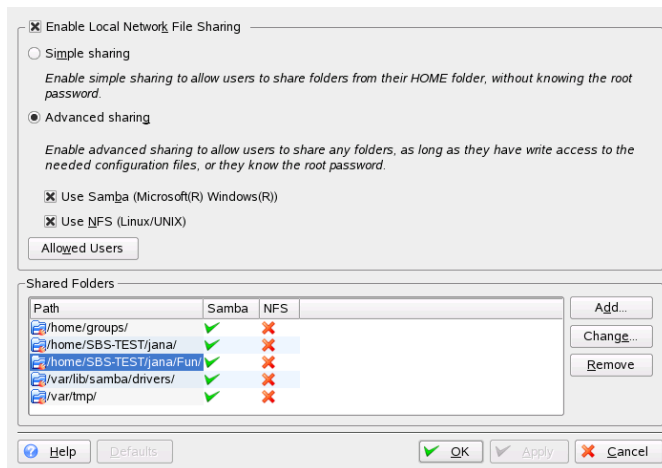 Enable Local Network File Sharing
Simple sharing
Enable simple sharing to allow users to share folders from their HOME folder, without knowing the root
password.
Advanced sharing
Enable advanced sharing to allow users to share any folders, as long as they have write access to the
needed configuration files, or they know the root password.
Use Samba (Microsoft(R) Windows(R))
Use NFS (Linux/UNIX)
Allowed Users
Shared Folders
Path Samba NFS
/home/groups/
/home/SBS-TEST/jana/
/home/SBS-TEST/jana/Fun/
/var/lib/samba/drivers/
/var/tmp/
Add...
Change...
Remove
Help Defaults OK Apply Cancel